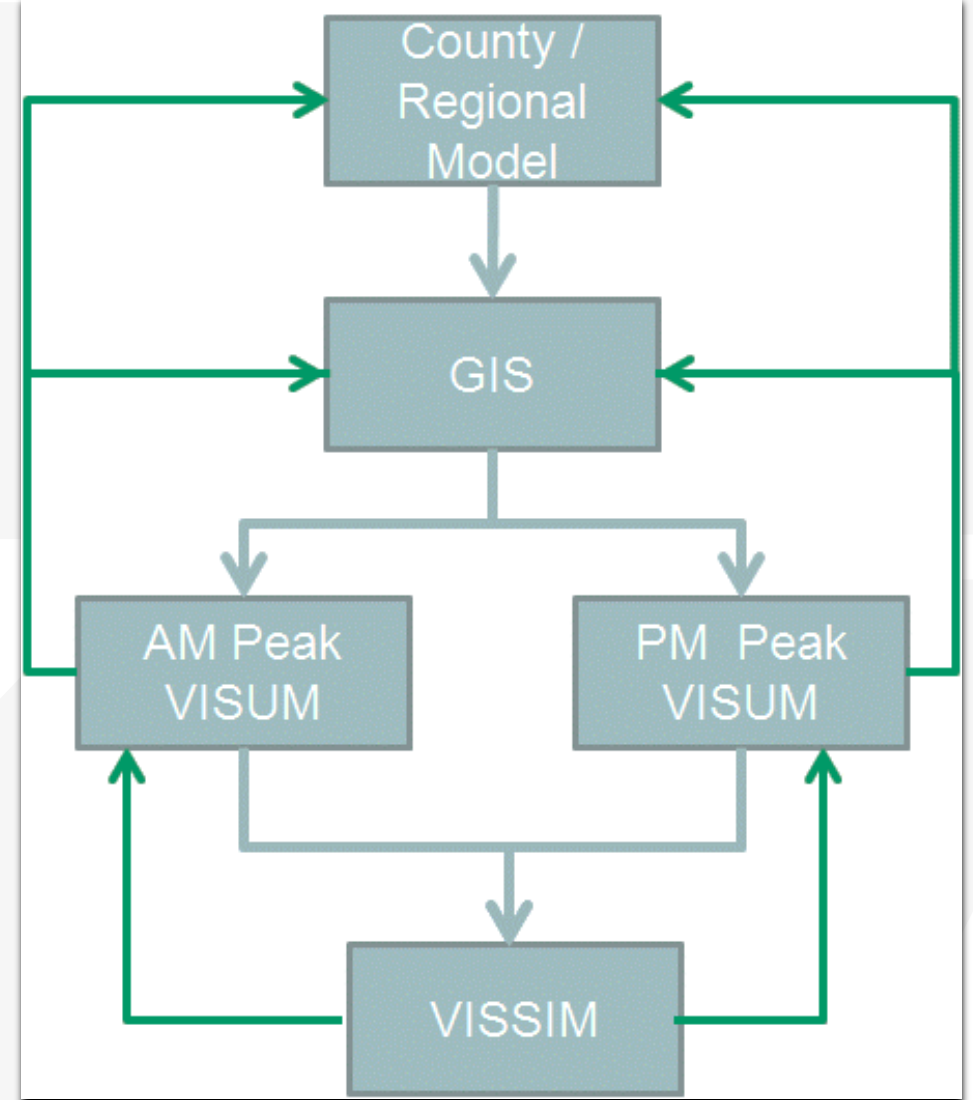 County /
Regional
Model
GIS
AM Peak
VISUM
PM  Peak
VISUM
VISSIM